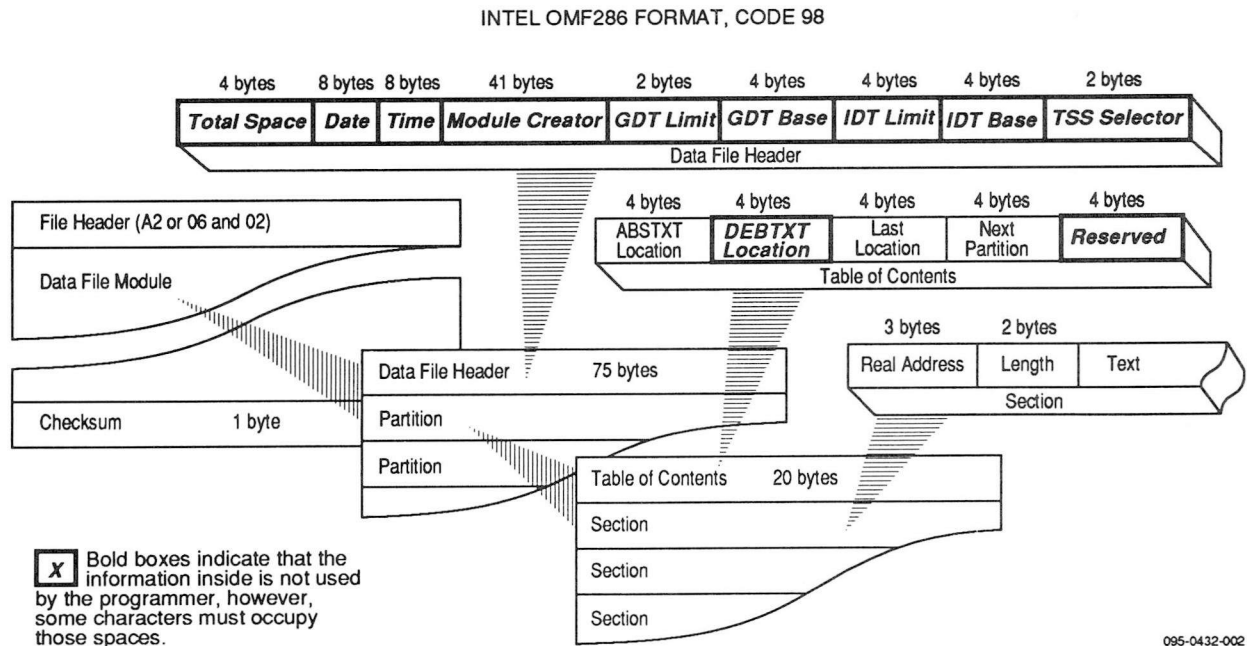 INTEL OMF286 FORMAT, CODE 98
4 bytes 8 bytes 8 bytes 41 bytes 2 bytes 4 bytes 4 bytes 4 bytes 2 bytes
Total Space Date Time Module Creator GDT Limit GDT Base IDT Limit IDT Base TSS Selector
Data File Header
File Header (A2 or 06 and 02)
Data File Module
Checksum 1 byte
4 bytes 4 bytes 4 bytes 4 bytes 4 bytes
ABSTXT Location
DEBTXT Location
Last Location
Next Partition
Reserved
Table of Contents
3 bytes 2 bytes
Real Address Length Text
Section
Data File Header 75 bytes
Partition
Partition
Table of Contents 20 bytes
Section
Section
Section
X Bold boxes indicate that the
information inside is not used
by the programmer, however,
some characters must occupy
those spaces.
095-0432-002